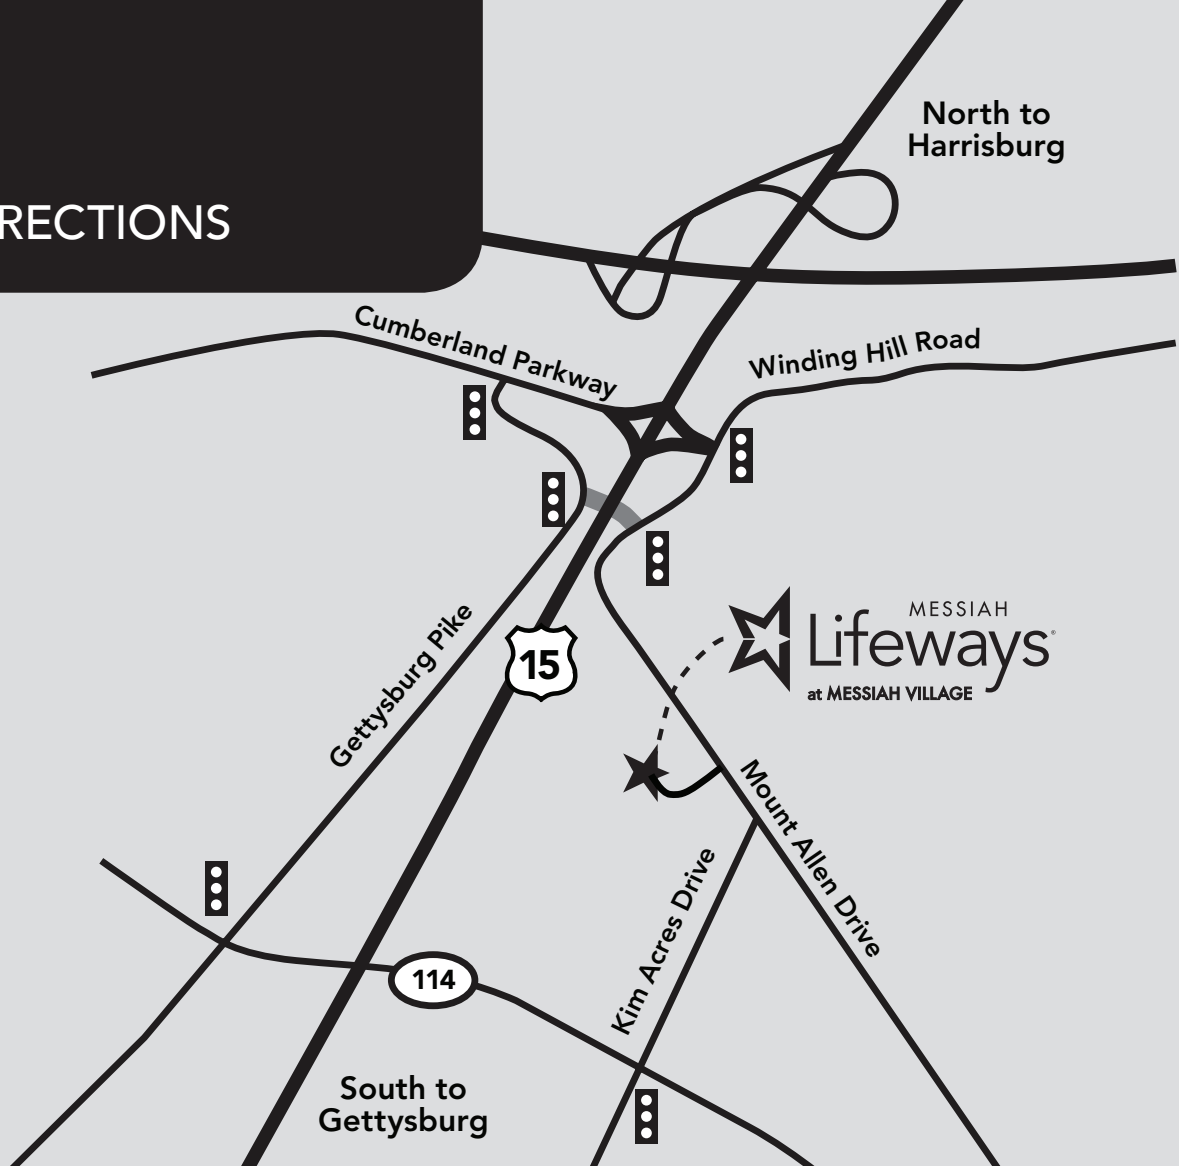 North to
Harrisburg
RECTIONS
Cumberland Parkway
Winding Hill Road
MESSIAH
Lifeways®
at MESSIAH VILLAGE
Gettysburg Pike
15
Mount Allen Drive
Kim Acres Drive
114
South to
Gettysburg